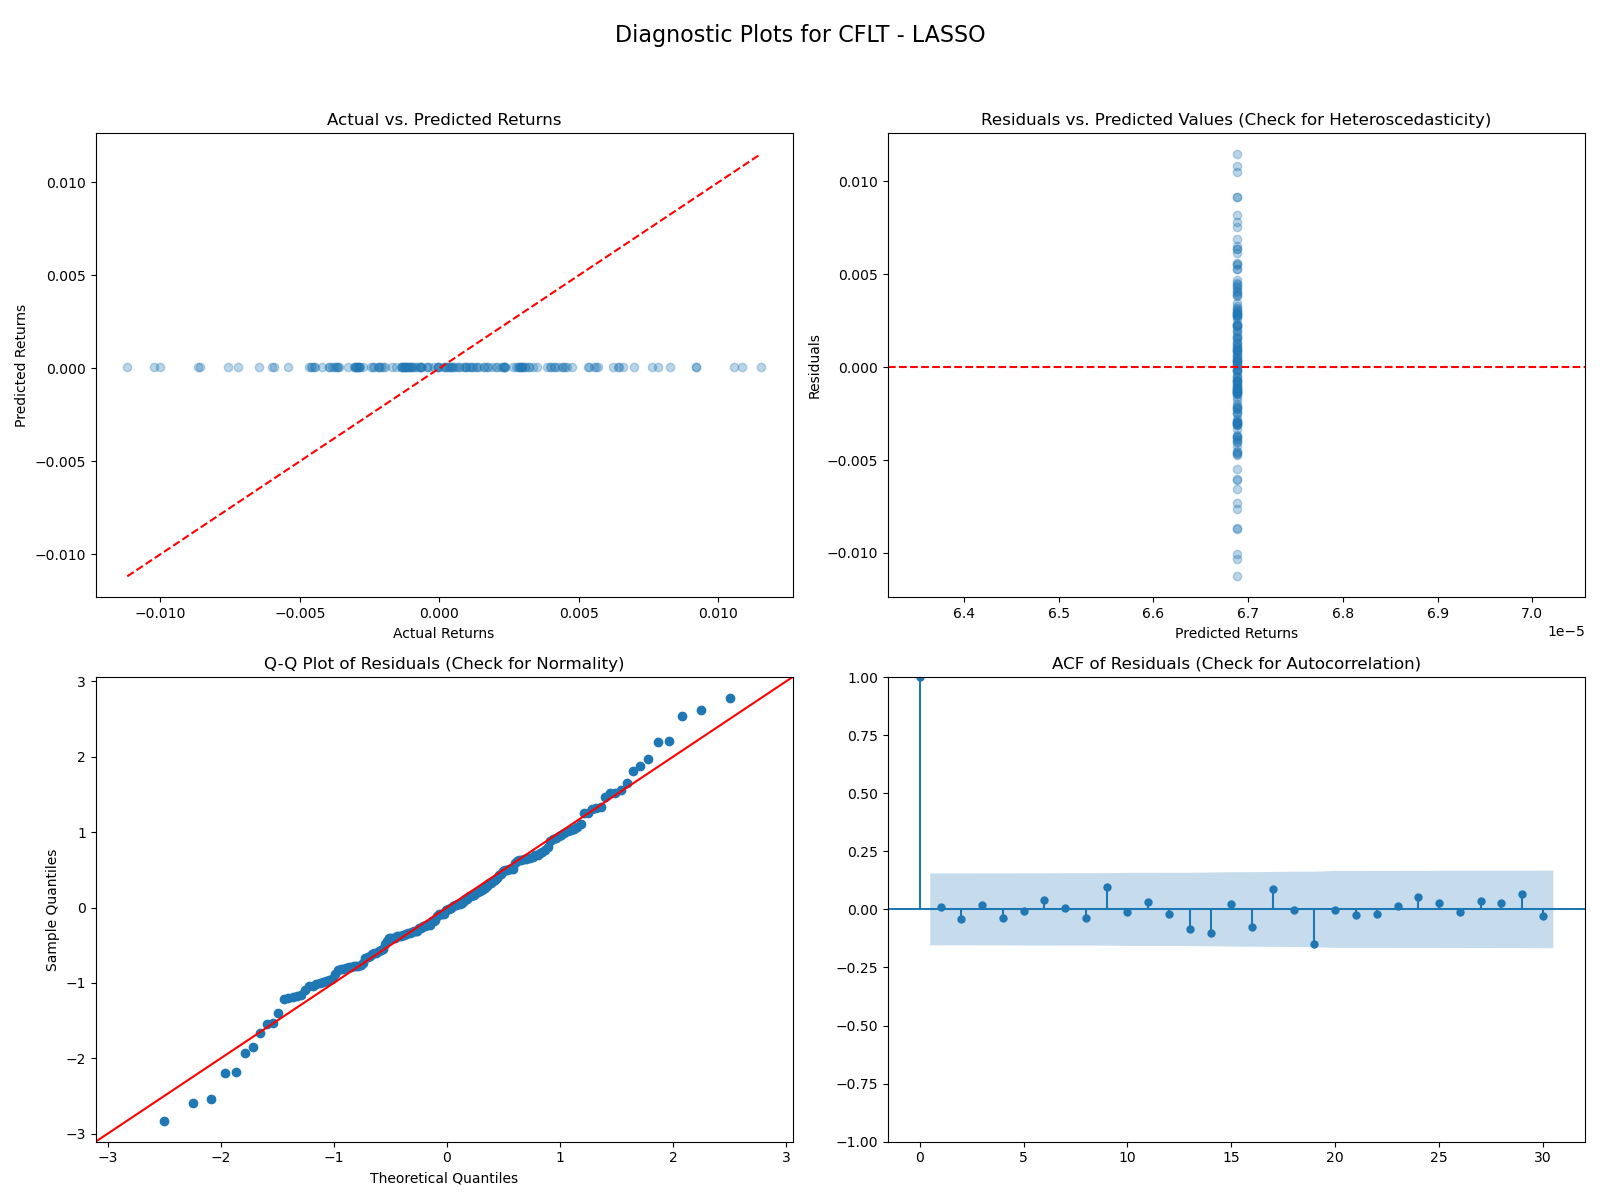 Diagnostic Plots for CFLT - LASSO
Actual vs. Predicted Returns
Predicted Returns
0.010
0.005
0.000
−0.005
−0.010
−0.010 −0.005 0.000 0.005 0.010
Actual Returns
Residuals vs. Predicted Values (Check for Heteroscedasticity)
Residuals
0.010
0.005
0.000
−0.005
−0.010
6.4 6.5 6.6 6.7 6.8 6.9 7.0
1e−5
Predicted Returns
Q-Q Plot of Residuals (Check for Normality)
Sample Quantiles
3
2
1
0
−1
−2
−3
−3 −2 −1 0 1 2 3
Theoretical Quantiles
ACF of Residuals (Check for Autocorrelation)
1.00
0.75
0.50
0.25
0.00
−0.25
−0.50
−0.75
−1.00
0 5 10 15 20 25 30